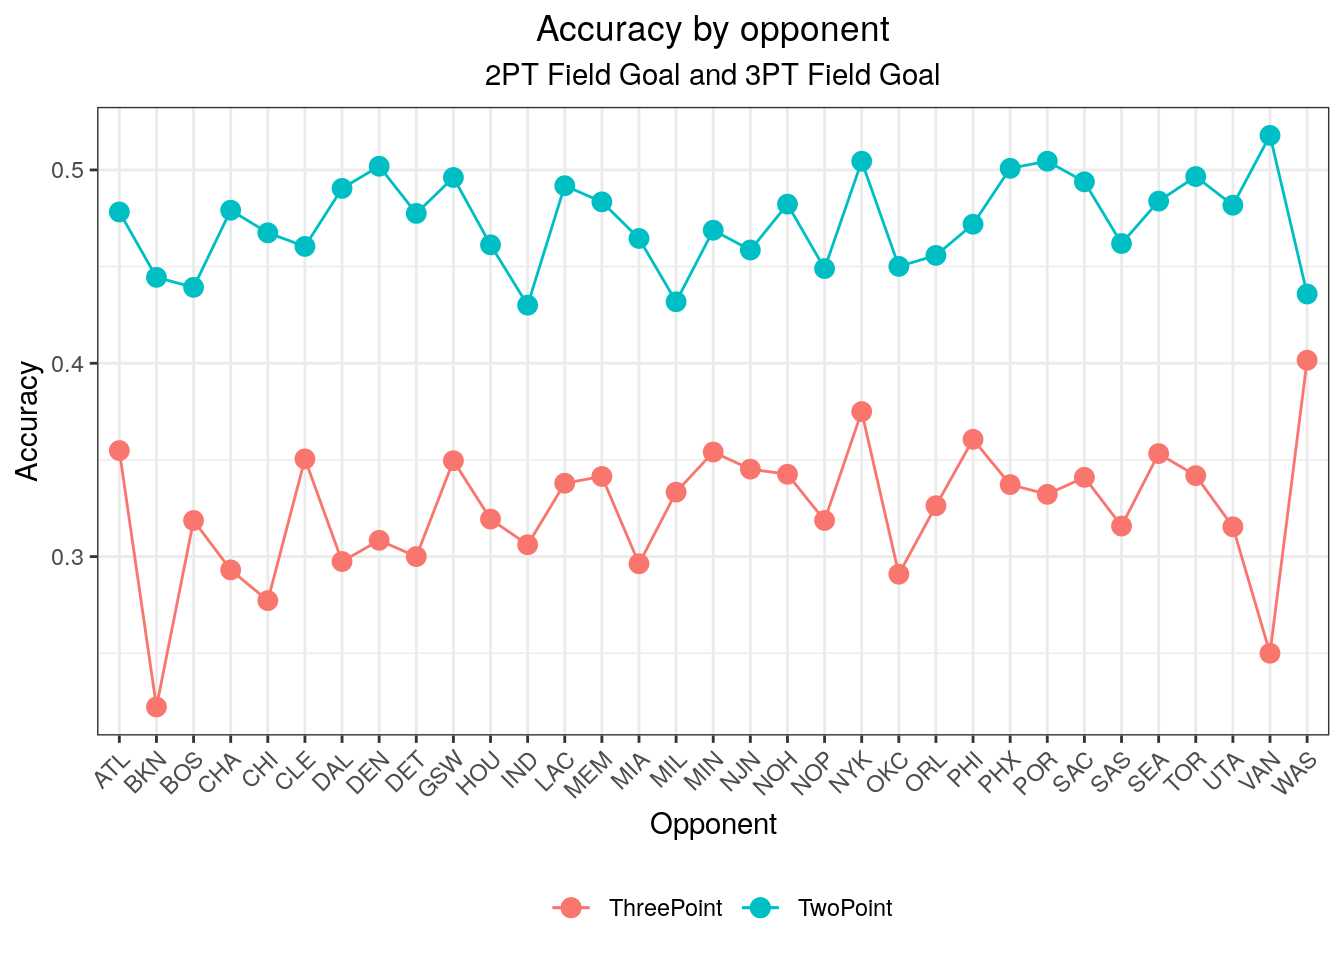 Accuracy by opponent
2PT Field Goal and 3PT Field Goal
Accuracy
0.5
0.4
0.3
ATL BKN BOS CHA CHI CLE DAL DEN DET GSW HOU IND LAC MEM MIA MIL MIN NJN NOH NOP NYK OKC ORL PHI PHX POR SAC SAS SEA TOR UTA VAN WAS
Opponent
ThreePoint TwoPoint